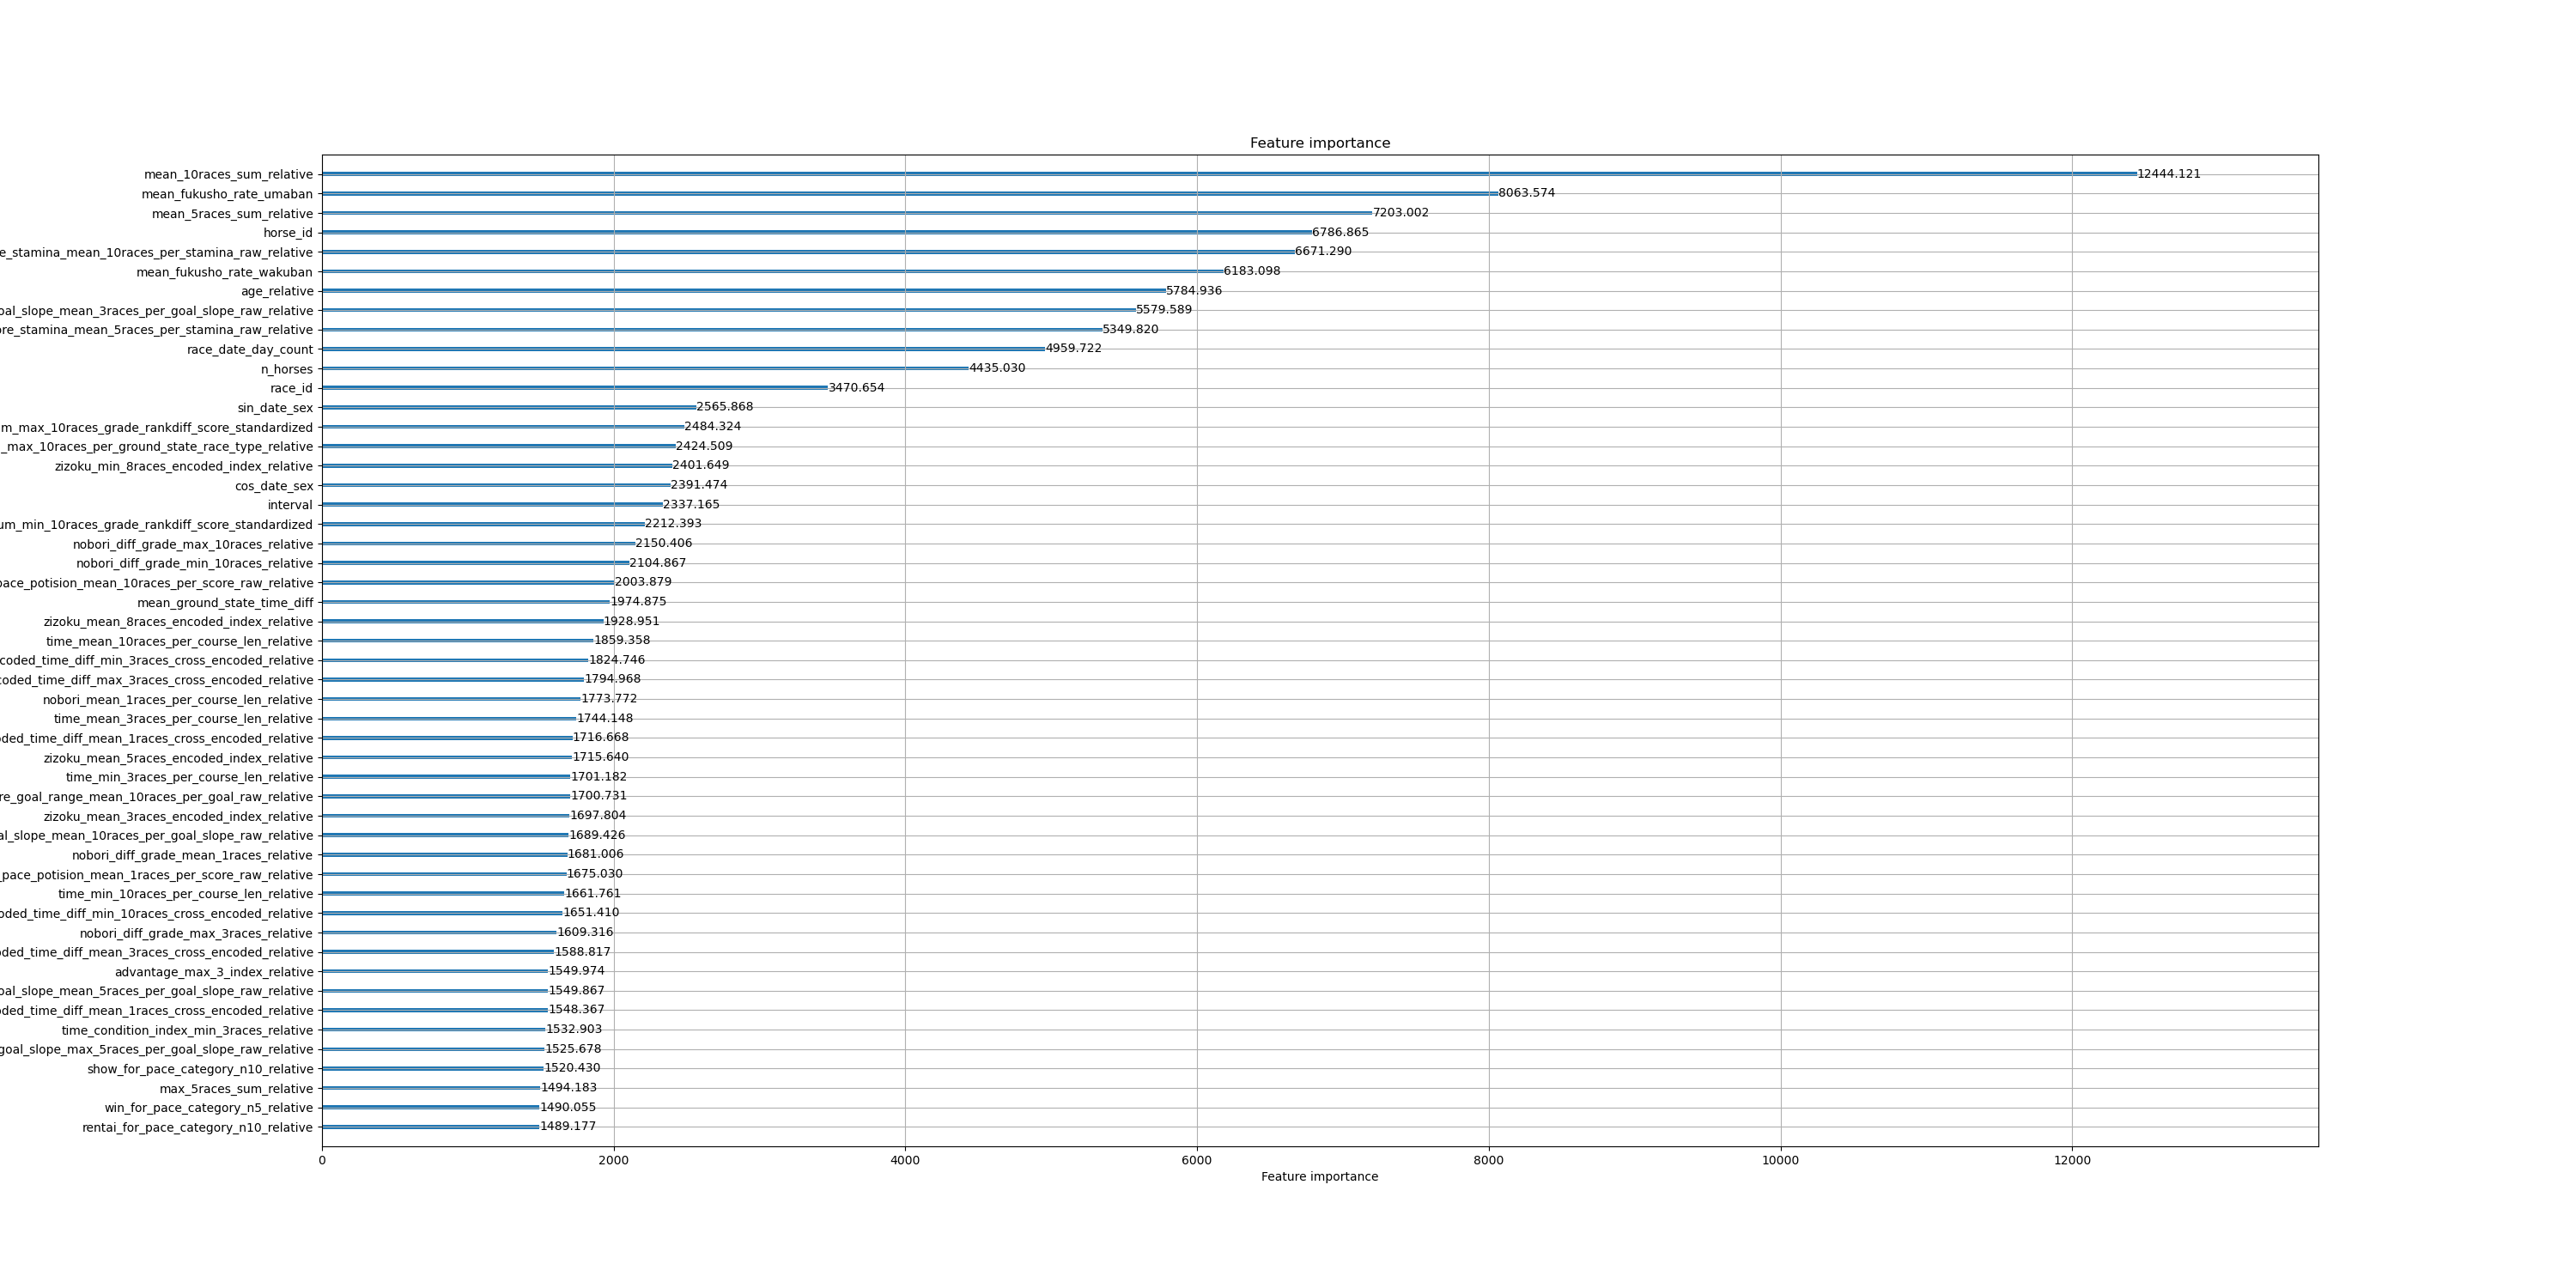 Feature importance
mean_10races_sum_relative 12444.121
mean_fukusho_rate_umaban 8063.574
mean_5races_sum_relative 7203.002
horse_id 6786.865
e_stamina_mean_10races_per_stamina_raw_relative 6671.290
mean_fukusho_rate_wakuban 6183.098
age_relative 5784.936
oal_slope_mean_3races_per_goal_slope_raw_relative 5579.589
ore_stamina_mean_5races_per_stamina_raw_relative 5349.820
race_date_day_count 4959.722
n_horses 4435.030
race_id 3470.654
sin_date_sex 2565.868
m_max_10races_grade_rankdiff_score_standardized 2484.324
_max_10races_per_ground_state_race_type_relative 2424.509
zizoku_min_8races_encoded_index_relative 2401.649
cos_date_sex 2391.474
interval 2337.165
um_min_10races_grade_rankdiff_score_standardized 2212.393
nobori_diff_grade_max_10races_relative 2150.406
nobori_diff_grade_min_10races_relative 2104.867
pace_potision_mean_10races_per_score_raw_relative 2003.879
mean_ground_state_time_diff 1974.875
zizoku_mean_8races_encoded_index_relative 1928.951
time_mean_10races_per_course_len_relative 1859.358
coded_time_diff_min_3races_cross_encoded_relative 1824.746
coded_time_diff_max_3races_cross_encoded_relative 1794.968
nobori_mean_1races_per_course_len_relative 1773.772
time_mean_3races_per_course_len_relative 1744.148
oded_time_diff_mean_1races_cross_encoded_relative 1716.668
zizoku_mean_5races_encoded_index_relative 1715.640
time_min_3races_per_course_len_relative 1701.182
re_goal_range_mean_10races_per_goal_raw_relative 1700.731
zizoku_mean_3races_encoded_index_relative 1697.804
al_slope_mean_10races_per_goal_slope_raw_relative 1689.426
nobori_diff_grade_mean_1races_relative 1681.006
_pace_potision_mean_1races_per_score_raw_relative 1675.030
time_min_10races_per_course_len_relative 1661.761
oded_time_diff_min_10races_cross_encoded_relative 1651.410
nobori_diff_grade_max_3races_relative 1609.316
oded_time_diff_mean_3races_cross_encoded_relative 1588.817
advantage_max_3_index_relative 1549.974
oal_slope_mean_5races_per_goal_slope_raw_relative 1549.867
oded_time_diff_mean_1races_cross_encoded_relative 1548.367
time_condition_index_min_3races_relative 1532.903
goal_slope_max_5races_per_goal_slope_raw_relative 1525.678
show_for_pace_category_n10_relative 1520.430
max_5races_sum_relative 1494.183
win_for_pace_category_n5_relative 1490.055
rentai_for_pace_category_n10_relative 1489.177
0 2000 4000 6000 8000 10000 12000
Feature importance